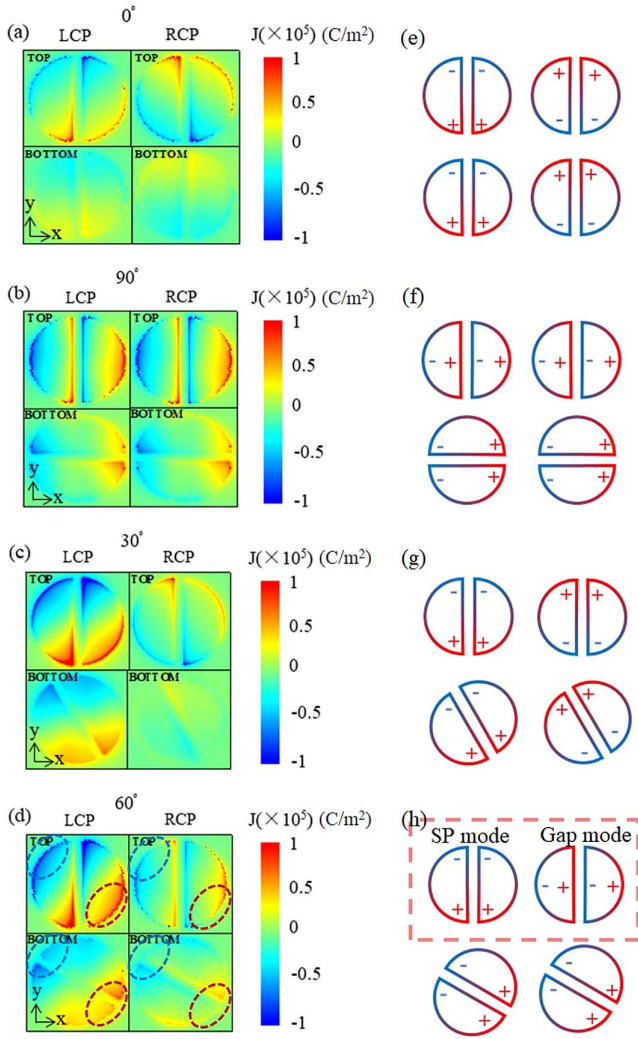 0°
(a) LCP RCP J(×10⁵) (C/m²) (e)
TOP
1
0.5
0
-0.5
-1
BOTTOM
y
x
- - + +
+ + - -
- - + +
+ + - -
90°
(b) LCP RCP J(×10⁵) (C/m²) (f)
TOP TOP
1
0.5
0
-0.5
-1
BOTTOM BOTTOM
y
x
- + - + - + - +
- + - +
- + - +
30°
(c) LCP RCP J(×10⁵) (C/m²) (g)
TOP TOP
1
0.5
0
-0.5
-1
BOTTOM BOTTOM
y
x
- - + +
+ + - -
- - + +
+ + - -
60°
(d) LCP RCP J(×10⁵) (C/m²) (h)
TOP TOP
1
0.5
0
-0.5
-1
BOTTOM BOTTOM
y
x
SP mode Gap mode
- - - + - +
+ +
- + - +
- + - +